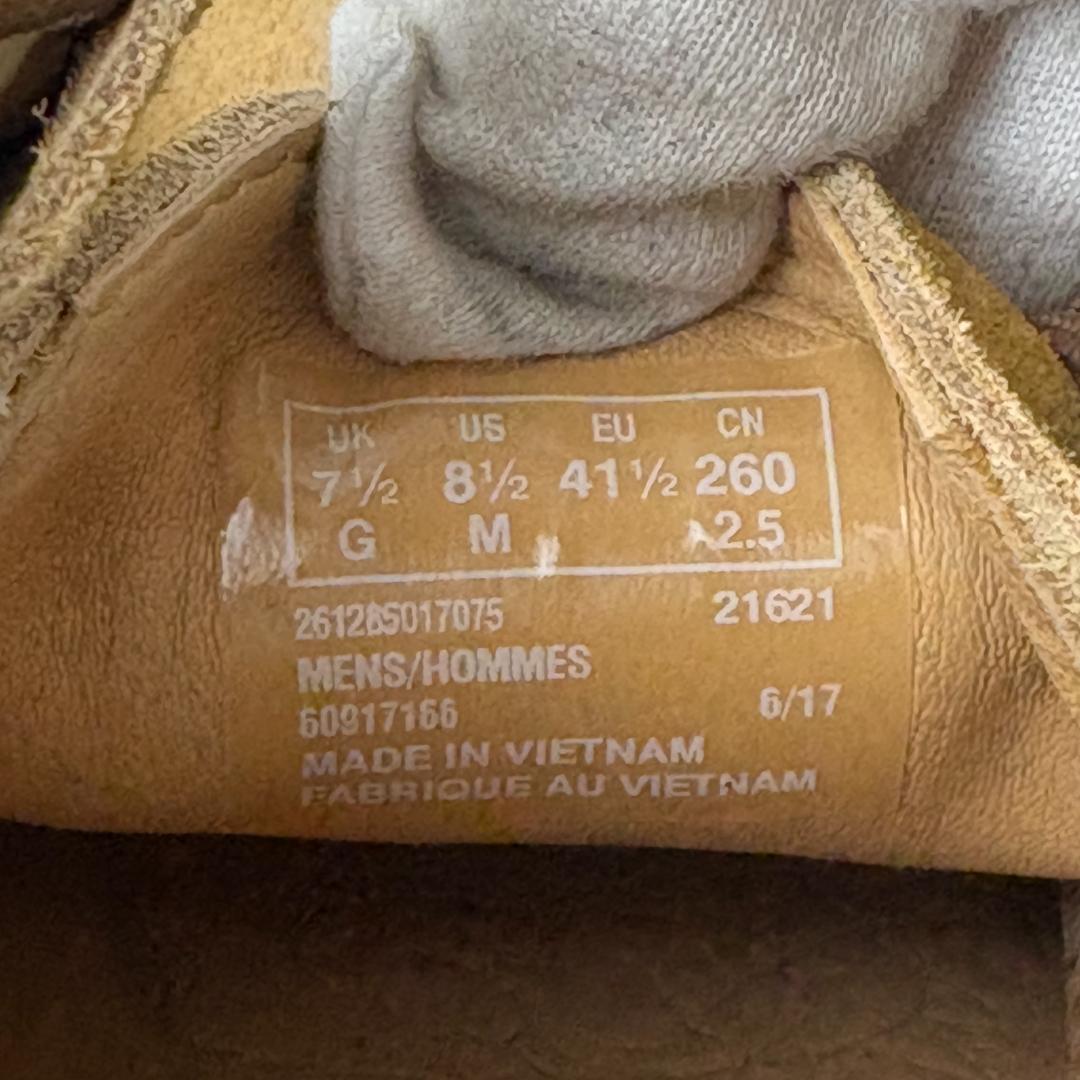 UK US EU CN
7½ 8½ 41½ 260
G M 2.5
261285017075 21621
MENS/HOMMES
60917166 6/17
MADE IN VIETNAM
FABRIQUE AU VIETNAM